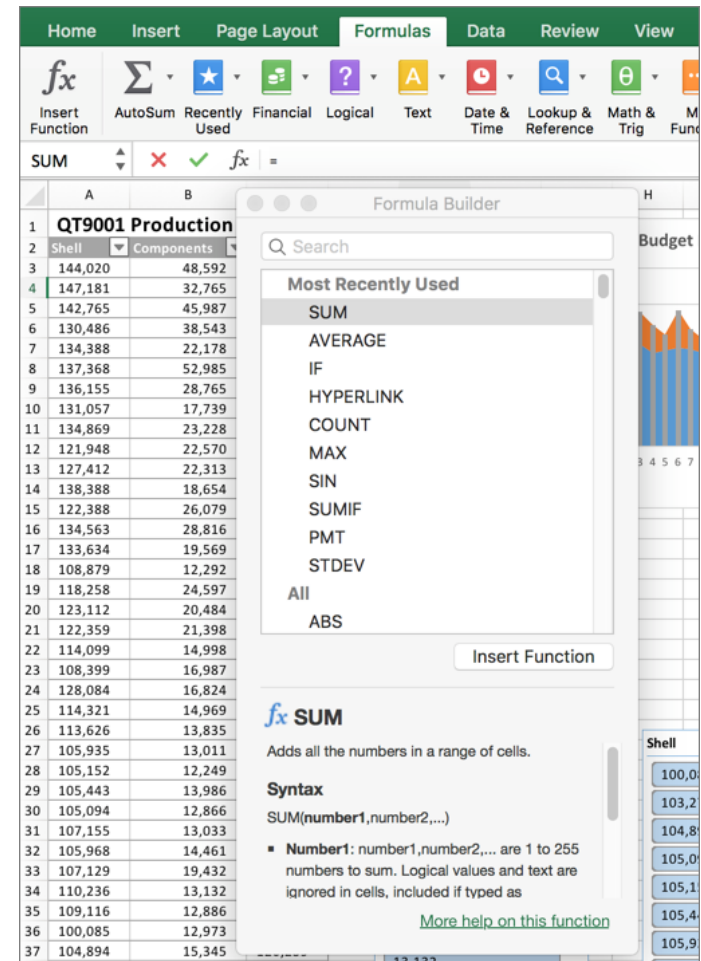 Home Insert Page Layout Formulas Data Review View
fx
Insert Function AutoSum Recently Used Financial Logical Text Date & Time Lookup & Reference Math & Trig
SUM fx =
A B H
Formula Builder
1 QT9001 Production
Budget
2 Shell Components
Search
3 144,020 48,592
4 147,181 32,765
5 142,765 45,987
6 130,486 38,543
7 134,388 22,178
8 137,368 52,985
9 136,155 28,765
10 131,057 17,739
11 134,869 23,228
12 121,948 22,570
13 127,412 22,313
14 138,388 18,654
15 122,388 26,079
16 134,563 28,816
17 133,634 19,569
18 108,879 12,292
19 118,258 24,597
20 123,112 20,484
21 122,359 21,398
22 114,099 14,998
23 108,399 16,987
24 128,084 16,824
25 114,321 14,969
26 113,626 13,835
27 105,935 13,011
28 105,152 12,249
29 105,443 13,986
30 105,094 12,866
31 107,155 13,033
32 105,968 14,461
33 107,129 19,432
34 110,236 13,132
35 109,116 12,886
36 100,085 12,973
37 104,894 15,345
Most Recently Used
SUM
AVERAGE
IF
HYPERLINK
COUNT
MAX
SIN
SUMIF
PMT
STDEV
All
ABS
Insert Function
fx SUM
Adds all the numbers in a range of cells.
Syntax
SUM(number1,number2,...)
▪ Number1: number1,number2,... are 1 to 255
numbers to sum. Logical values and text are
ignored in cells, included if typed as
More help on this function
3 4 5 6 7
Shell